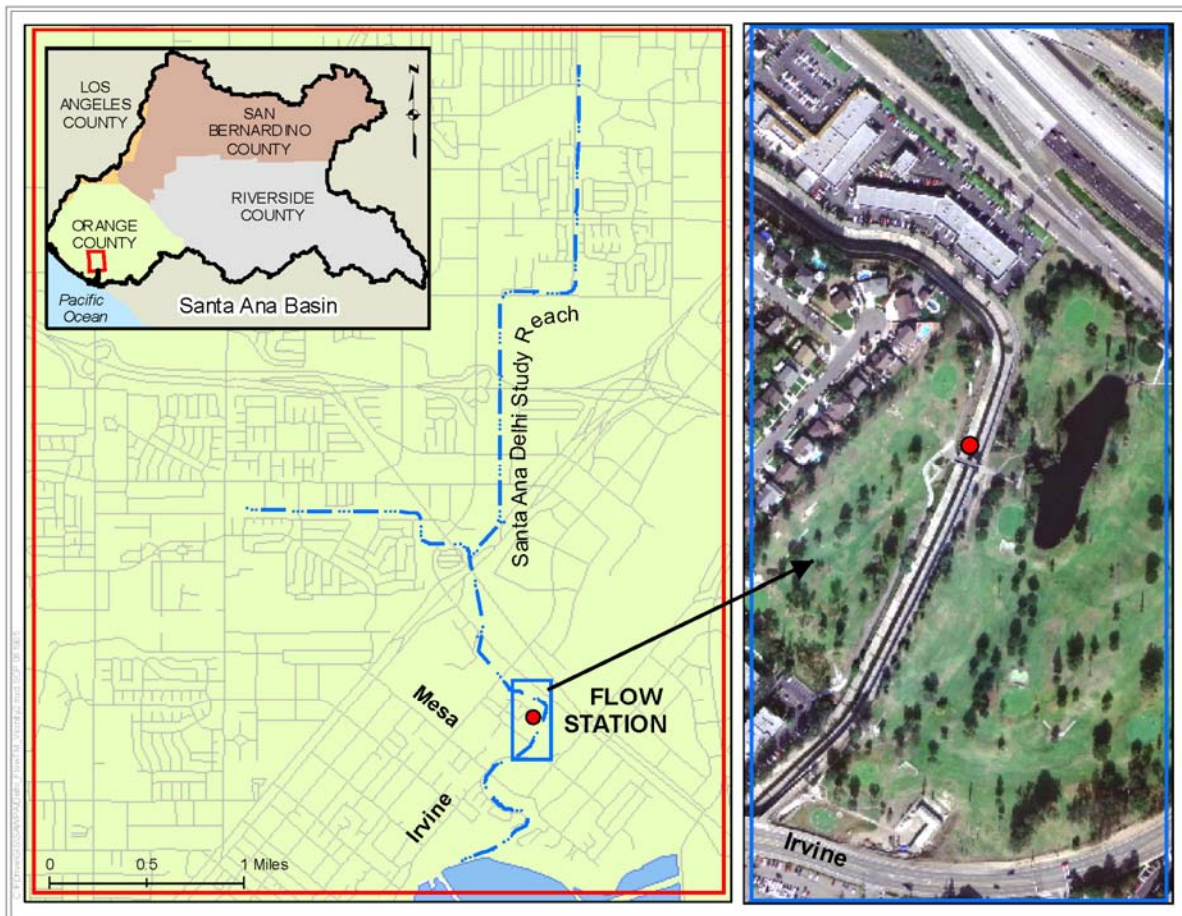 LOS
ANGELES
COUNTY
SAN
BERNARDINO
COUNTY
N
RIVERSIDE
COUNTY
ORANGE
COUNTY
Pacific
Ocean
Santa Ana Basin
Santa Ana Delhi Study Reach
Mesa
FLOW
STATION
Irvine
0 0.5 1 Miles
Irvine